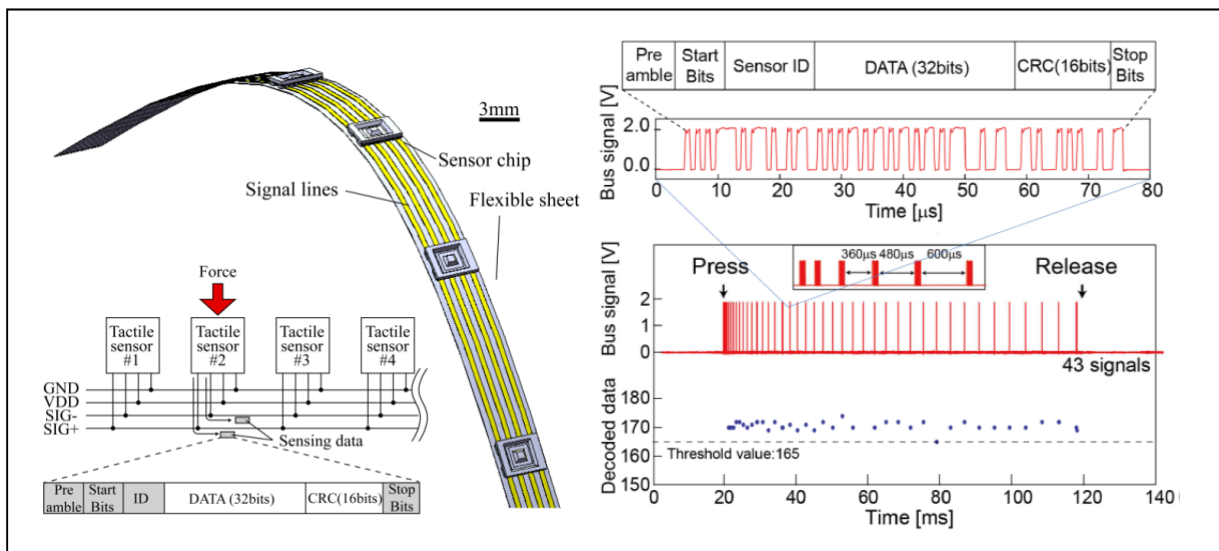 3mm
Sensor chip
Signal lines
Flexible sheet
Force
Tactile
sensor
#1
Tactile
sensor
#2
Tactile
sensor
#3
Tactile
sensor
#4
GND
VDD
SIG-
SIG+
Sensing data
Pre
amble
Start
Bits
ID
DATA (32bits)
CRC(16bits)
Stop
Bits
Pre
amble
Start
Bits
Sensor ID
DATA (32bits)
CRC(16bits)
Stop
Bits
Bus signal [V]
2.0
0.0
0 10 20 30 40 50 60 70 80
Time [μs]
360μs 480μs 600μs
Press
Release
Bus signal [V]
2
1
0
43 signals
Decoded data
180
170
160
150
Threshold value:165
0 20 40 60 80 100 120 140
Time [ms]